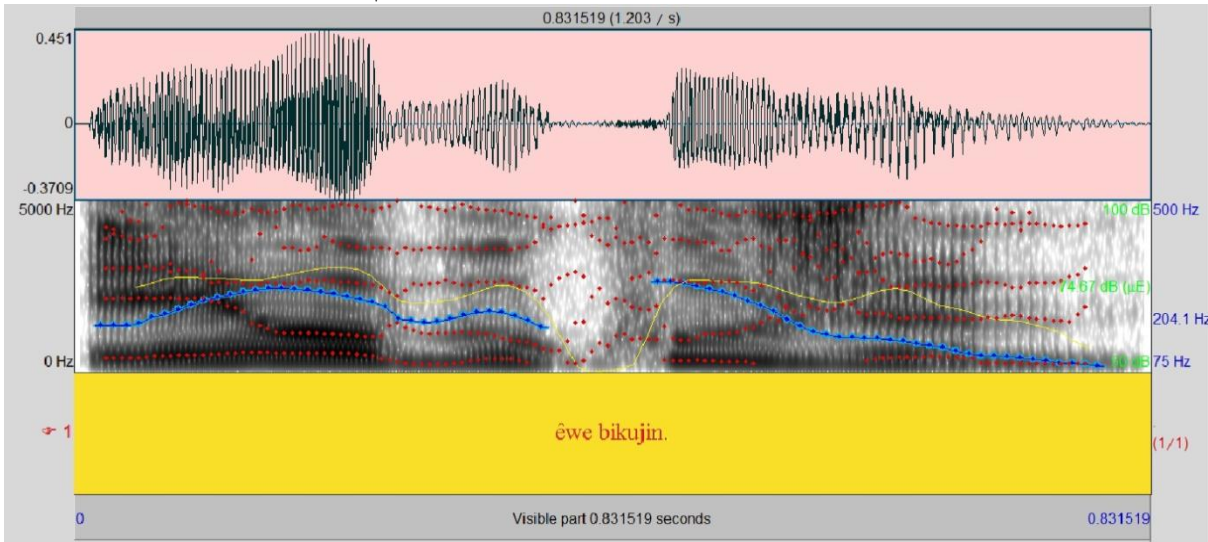 0.831519 (1.203 / s)
0.451
0
-0.3709
5000 Hz
100 dB 500 Hz
74.67 dB (µE)
204.1 Hz
0 Hz
75 Hz
1
êwe bikujin.
(1/1)
0 Visible part 0.831519 seconds 0.831519